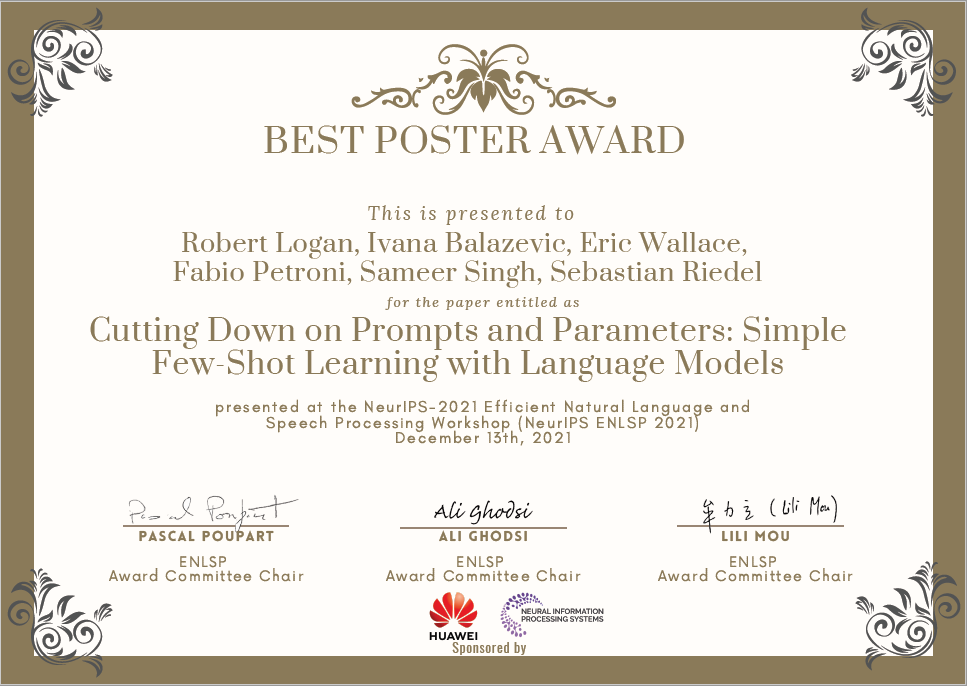 BEST POSTER AWARD
This is presented to
Robert Logan, Ivana Balazevic, Eric Wallace,
Fabio Petroni, Sameer Singh, Sebastian Riedel
for the paper entitled as
Cutting Down on Prompts and Parameters: Simple
Few-Shot Learning with Language Models
presented at the NeurIPS-2021 Efficient Natural Language and
Speech Processing Workshop (NeurIPS ENLSP 2021)
December 13th, 2021
Pascal Poupart
Ali Ghodsi
牟力立 (Lili Mou)
PASCAL POUPART
ALI GHODSI
LILI MOU
ENLSP
Award Committee Chair
ENLSP
Award Committee Chair
ENLSP
Award Committee Chair
HUAWEI
NEURAL INFORMATION
PROCESSING SYSTEMS
Sponsored by